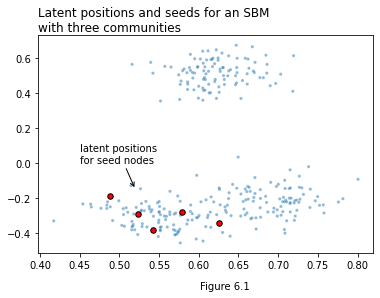 Latent positions and seeds for an SBM
with three communities
0.6
0.4
0.2
0.0
−0.2
−0.4
latent positions
for seed nodes
0.40 0.45 0.50 0.55 0.60 0.65 0.70 0.75 0.80
Figure 6.1